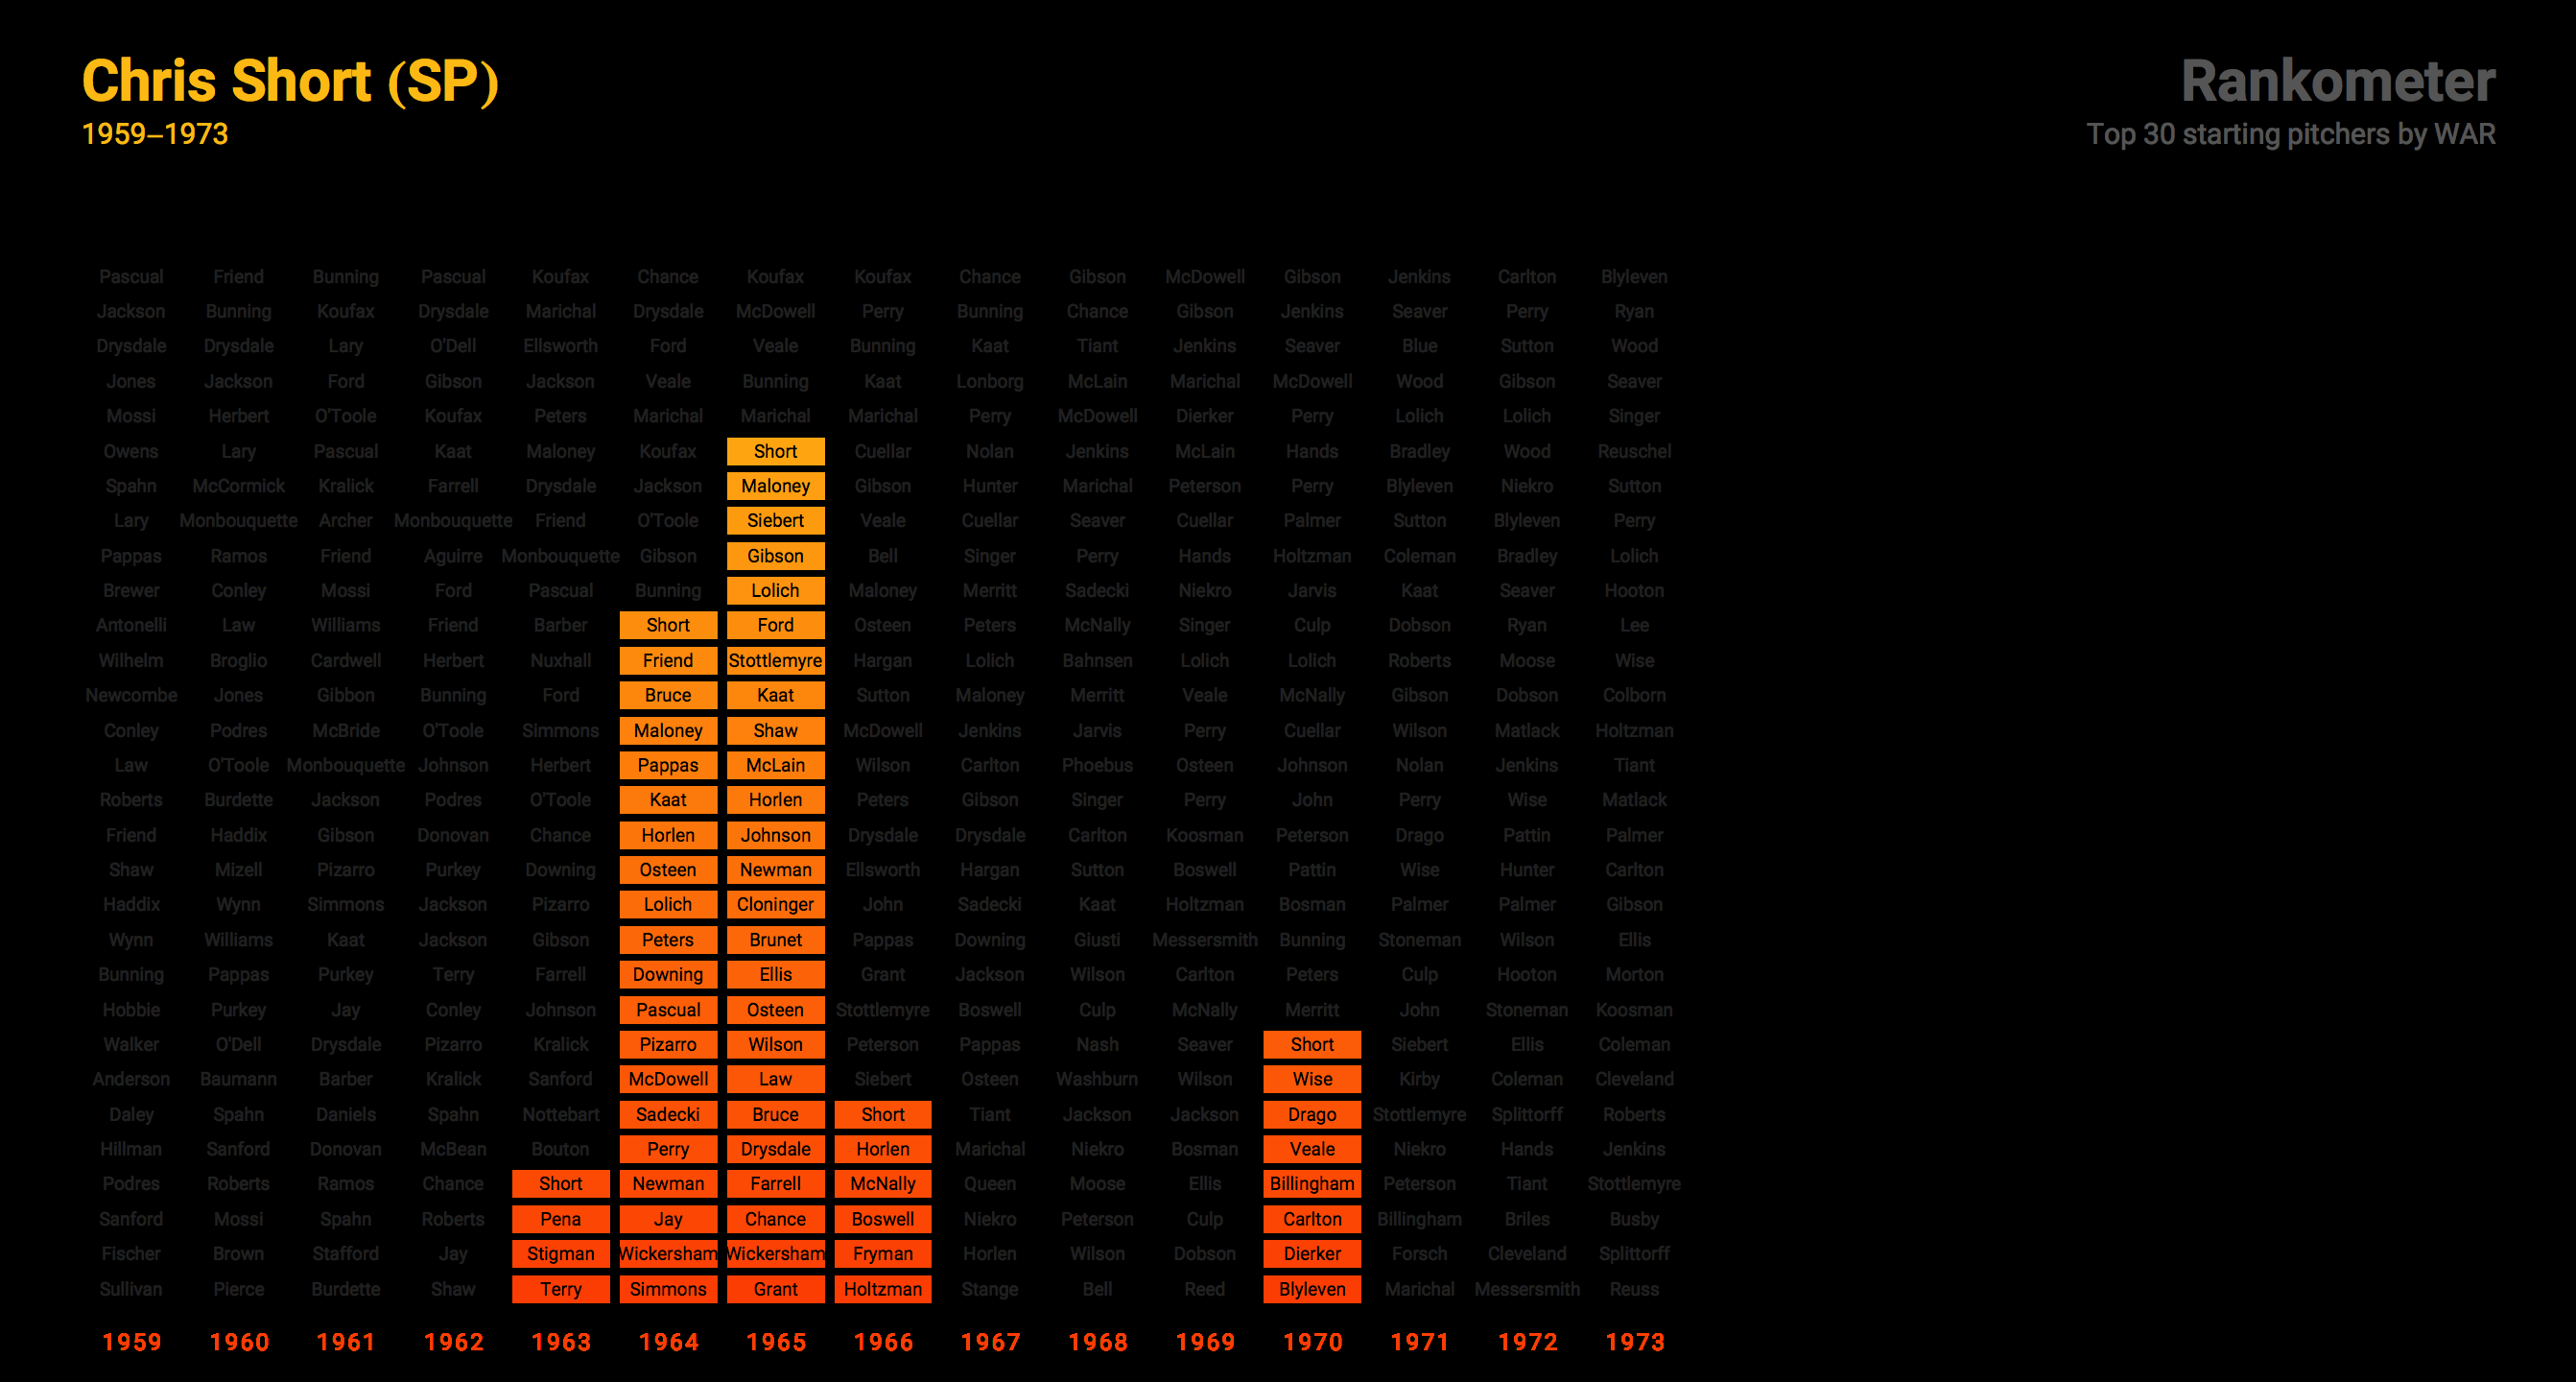 Chris Short (SP)
1959–1973
Rankometer
Top 30 starting pitchers by WAR
Pascual Friend Bunning Pascual Koufax Chance Koufax Koufax Chance Gibson McDowell Gibson Jenkins Carlton Blyleven
Jackson Bunning Koufax Drysdale Marichal Drysdale McDowell Perry Bunning Chance Gibson Jenkins Seaver Perry Ryan
Drysdale Drysdale Lary O'Dell Ellsworth Ford Veale Bunning Kaat Tiant Jenkins Seaver Blue Sutton Wood
Jones Jackson Ford Gibson Jackson Veale Bunning Kaat Lonborg McLain Marichal McDowell Wood Gibson Seaver
Mossi Herbert O'Toole Koufax Peters Marichal Marichal Marichal Perry McDowell Dierker Perry Lolich Lolich Singer
Owens Lary Pascual Kaat Maloney Koufax Short Cuellar Nolan Jenkins McLain Hands Bradley Wood Reuschel
Spahn McCormick Kralick Farrell Drysdale Jackson Maloney Gibson Hunter Marichal Peterson Perry Blyleven Niekro Sutton
Lary Monbouquette Archer Monbouquette Friend O'Toole Siebert Veale Cuellar Seaver Cuellar Palmer Sutton Blyleven Perry
Pappas Ramos Friend Aguirre Monbouquette Gibson Gibson Bell Singer Perry Hands Holtzman Coleman Bradley Lolich
Brewer Conley Mossi Ford Pascual Bunning Lolich Maloney Merritt Sadecki Niekro Jarvis Kaat Seaver Hooton
Antonelli Law Williams Friend Barber Short Ford Osteen Peters McNally Singer Culp Dobson Ryan Lee
Wilhelm Broglio Cardwell Herbert Nuxhall Friend Stottlemyre Hargan Lolich Bahnsen Lolich Lolich Roberts Moose Wise
Newcombe Jones Gibbon Bunning Ford Bruce Kaat Sutton Maloney Merritt Veale McNally Gibson Dobson Colborn
Conley Podres McBride O'Toole Simmons Maloney Shaw McDowell Jenkins Jarvis Perry Cuellar Wilson Matlack Holtzman
Law O'Toole Monbouquette Johnson Herbert Pappas McLain Wilson Carlton Phoebus Osteen Johnson Nolan Jenkins Tiant
Roberts Burdette Jackson Podres O'Toole Kaat Horlen Peters Gibson Singer Perry John Perry Wise Matlack
Friend Haddix Gibson Donovan Chance Horlen Johnson Drysdale Drysdale Carlton Koosman Peterson Drago Pattin Palmer
Shaw Mizell Pizarro Purkey Downing Osteen Newman Ellsworth Hargan Sutton Boswell Pattin Wise Hunter Carlton
Haddix Wynn Simmons Jackson Pizarro Lolich Cloninger John Sadecki Kaat Holtzman Bosman Palmer Palmer Gibson
Wynn Williams Kaat Jackson Gibson Peters Brunet Pappas Downing Giusti Messersmith Bunning Stoneman Wilson Ellis
Bunning Pappas Purkey Terry Farrell Downing Ellis Grant Jackson Wilson Carlton Peters Culp Hooton Morton
Hobbie Purkey Jay Conley Johnson Pascual Osteen Stottlemyre Boswell Culp McNally Merritt John Stoneman Koosman
Walker O'Dell Drysdale Pizarro Kralick Pizarro Wilson Peterson Pappas Nash Seaver Short Siebert Ellis Coleman
Anderson Baumann Barber Kralick Sanford McDowell Law Siebert Osteen Washburn Wilson Wise Kirby Coleman Cleveland
Daley Spahn Daniels Spahn Nottebart Sadecki Bruce Short Tiant Jackson Jackson Drago Stottlemyre Splittorff Roberts
Hillman Sanford Donovan McBean Bouton Perry Drysdale Horlen Marichal Niekro Bosman Veale Niekro Hands Jenkins
Podres Roberts Ramos Chance Short Newman Farrell McNally Queen Moose Ellis Billingham Peterson Tiant Stottlemyre
Sanford Mossi Spahn Roberts Pena Jay Chance Boswell Niekro Peterson Culp Carlton Billingham Briles Busby
Fischer Brown Stafford Jay Stigman Wickersham Wickersham Fryman Horlen Wilson Dobson Dierker Forsch Cleveland Splittorff
Sullivan Pierce Burdette Shaw Terry Simmons Grant Holtzman Stange Bell Reed Blyleven Marichal Messersmith Reuss
1959 1960 1961 1962 1963 1964 1965 1966 1967 1968 1969 1970 1971 1972 1973